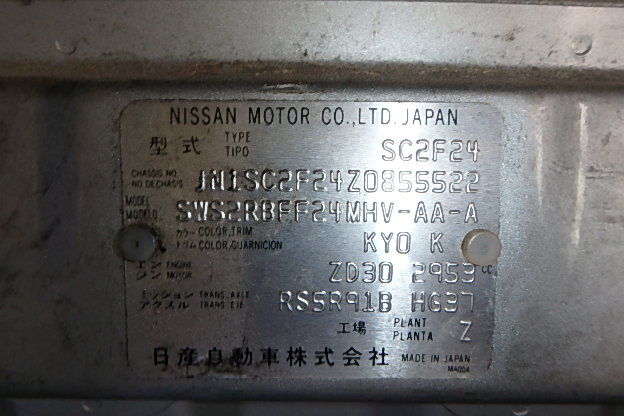 NISSAN MOTOR CO.,LTD. JAPAN
型式 TYPE TIPO SC2F24
CHASSIS NO. NO. DE CHASIS JN1SC2F24Z0855522
MODEL MODELO SWS2RBFF24MHV-AA-A
カラー COLOR,TRIM
トリム COLOR,GUARNICION KY0 K
エンジン ENGINE MOTOR ZD30 2953 cc
ミッション TRANS. AXLE
アクスル TRANS. EJE RS5R91B HG37
工場 PLANT PLANTA Z
日産自動車株式会社 MADE IN JAPAN
MA00A